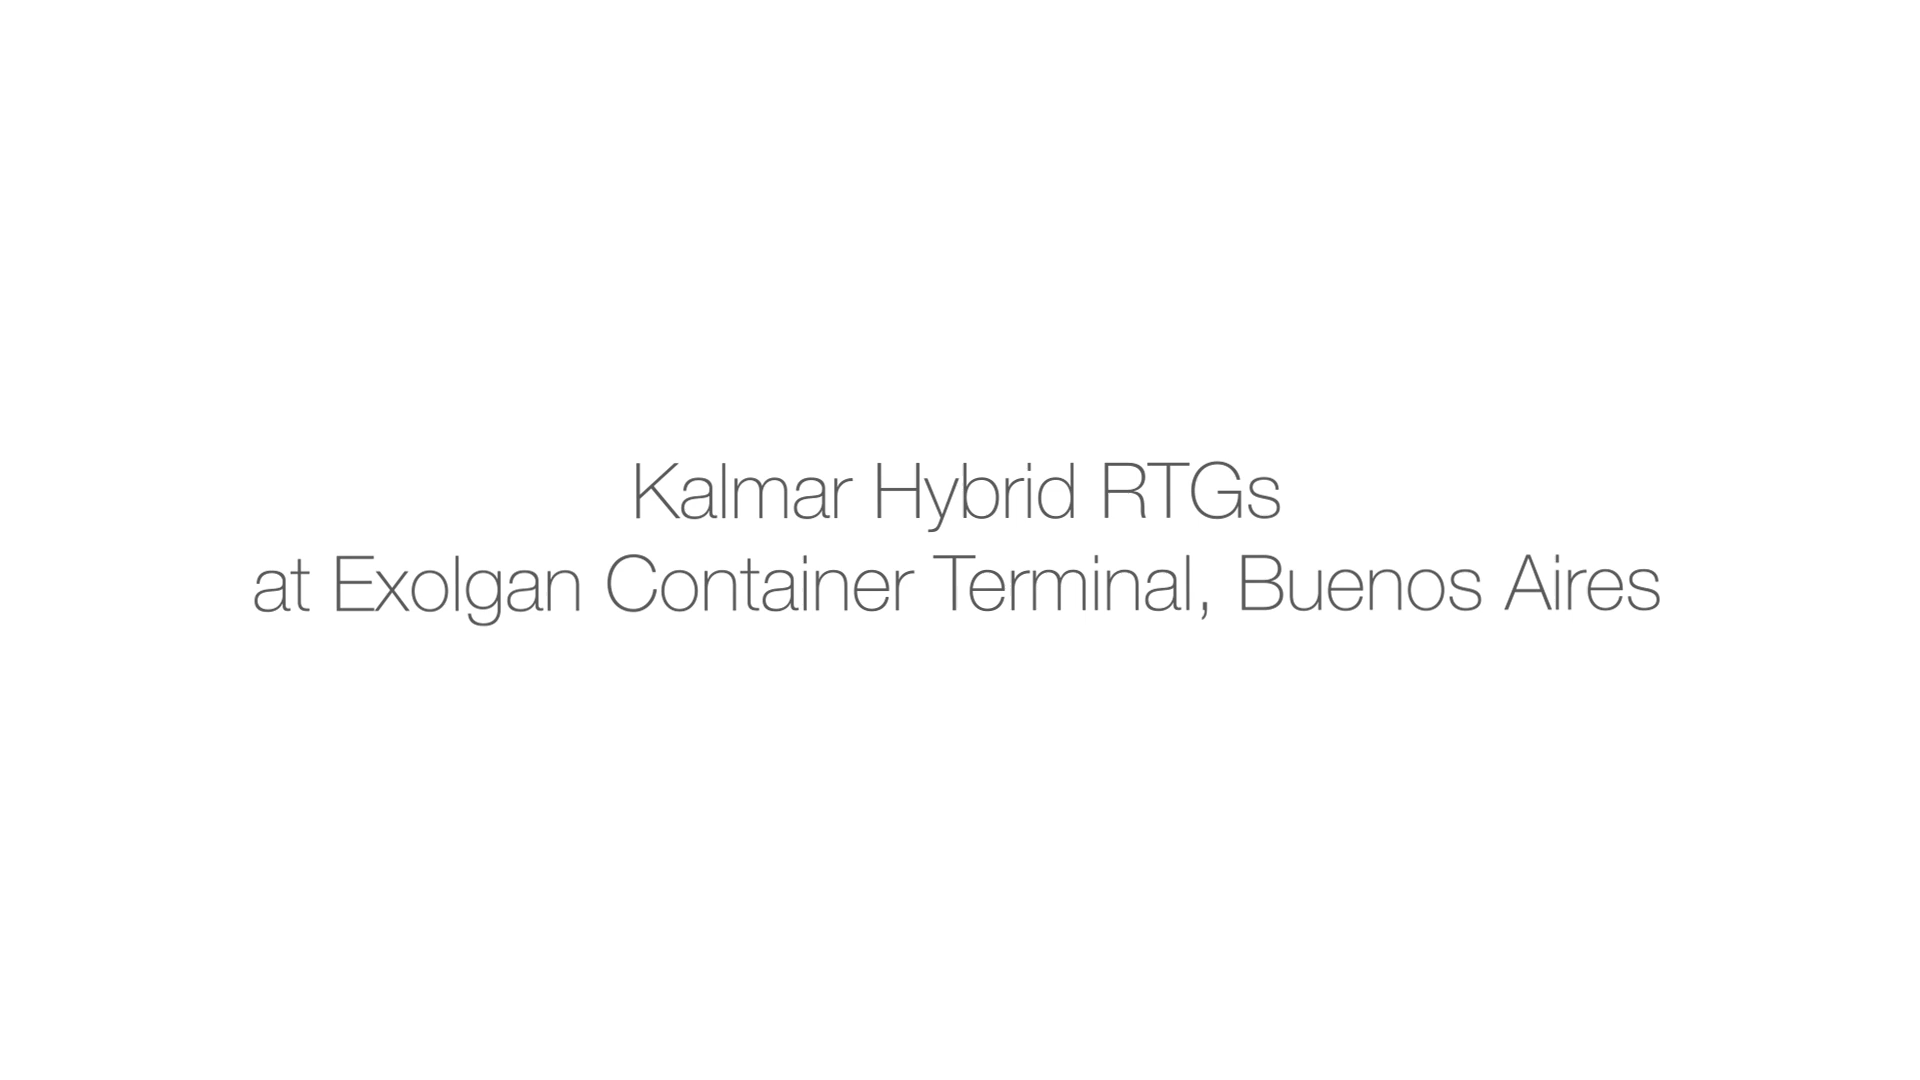 Kalmar Hybrid RTGs
at Exolgan Container Terminal, Buenos Aires